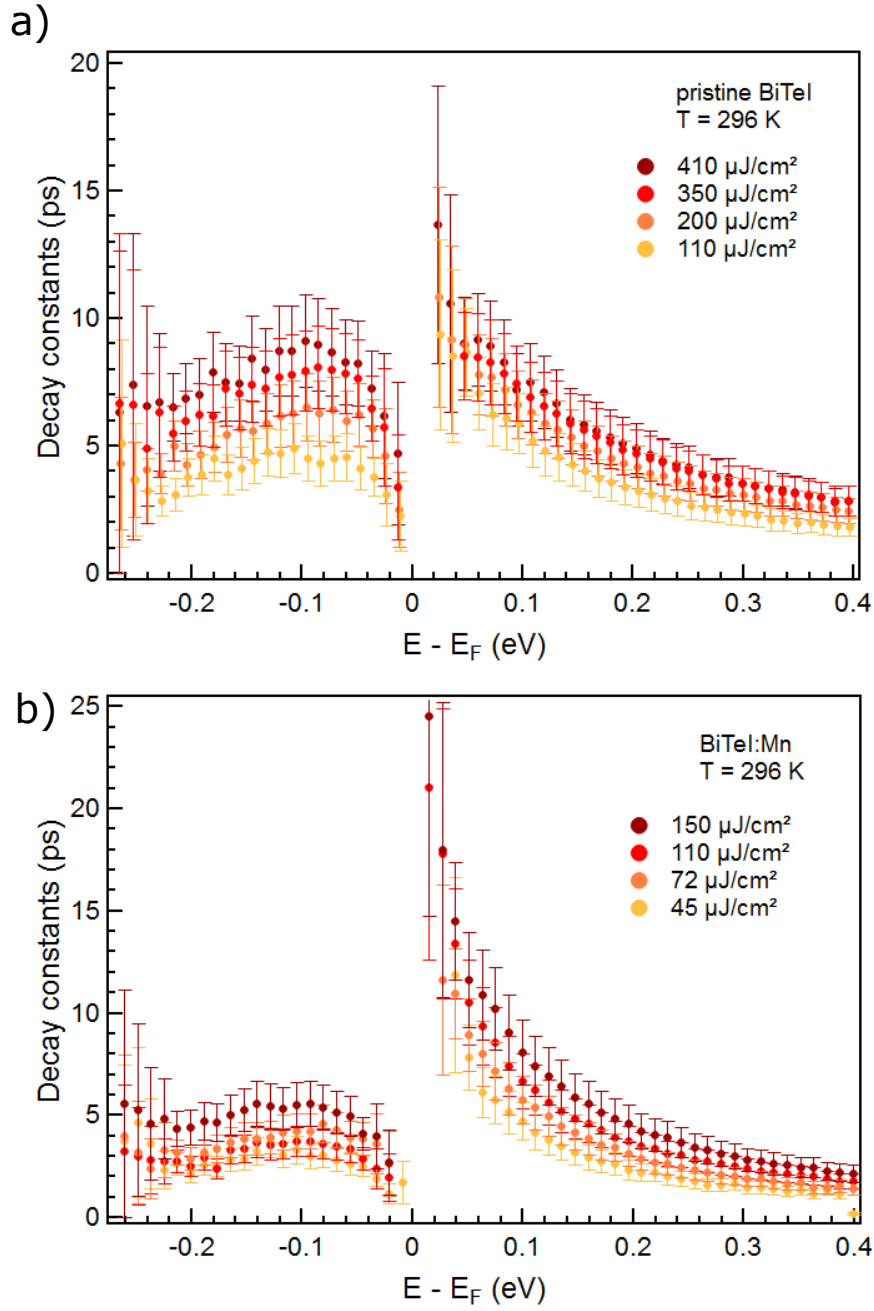 a)
20
15
10
5
0
Decay constants (ps)
pristine BiTeI
T = 296 K
410 µJ/cm²
350 µJ/cm²
200 µJ/cm²
110 µJ/cm²
-0.2 -0.1 0 0.1 0.2 0.3 0.4
E - E_F (eV)
b)
25
20
15
10
5
0
Decay constants (ps)
BiTeI:Mn
T = 296 K
150 µJ/cm²
110 µJ/cm²
72 µJ/cm²
45 µJ/cm²
-0.2 -0.1 0 0.1 0.2 0.3 0.4
E - E_F (eV)